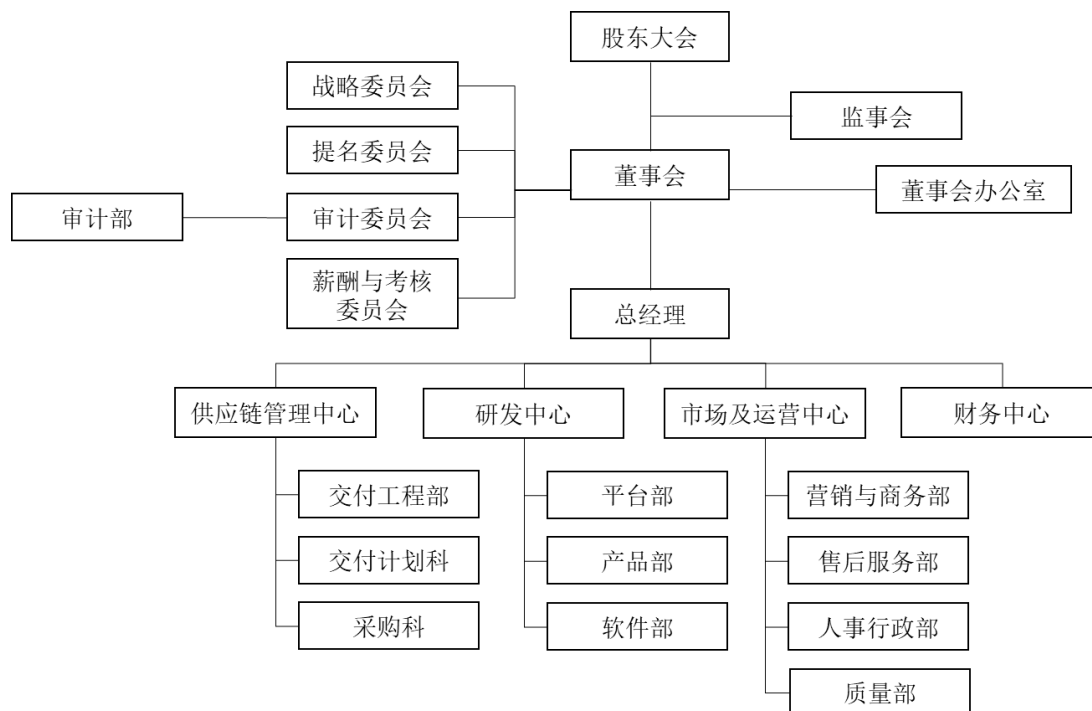 股东大会
战略委员会
监事会
提名委员会
董事会
董事会办公室
审计部
审计委员会
薪酬与考核
委员会
总经理
供应链管理中心
研发中心
市场及运营中心
财务中心
交付工程部
平台部
营销与商务部
交付计划科
产品部
售后服务部
采购科
软件部
人事行政部
质量部